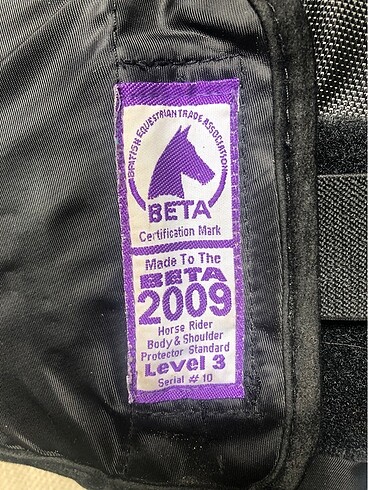 BRITISH EQUESTRIAN TRADE ASSOCIATION
BETA
Certification Mark
Made To The
BETA
2009
Horse Rider
Body & Shoulder
Protector Standard
Level 3
Serial # 10